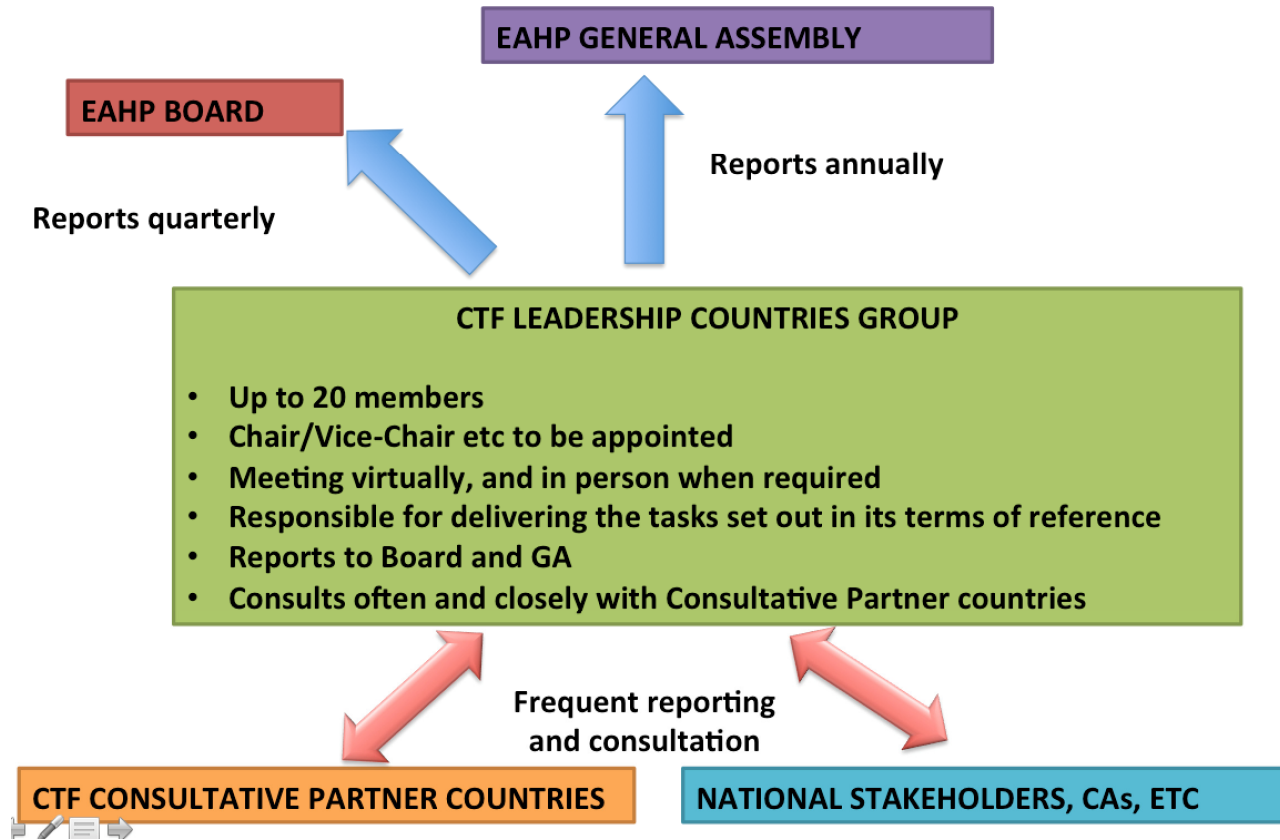 EAHP GENERAL ASSEMBLY
EAHP BOARD
Reports annually
Reports quarterly
CTF LEADERSHIP COUNTRIES GROUP
• Up to 20 members
• Chair/Vice-Chair etc to be appointed
• Meeting virtually, and in person when required
• Responsible for delivering the tasks set out in its terms of reference
• Reports to Board and GA
• Consults often and closely with Consultative Partner countries
Frequent reporting
and consultation
CTF CONSULTATIVE PARTNER COUNTRIES
NATIONAL STAKEHOLDERS, CAs, ETC